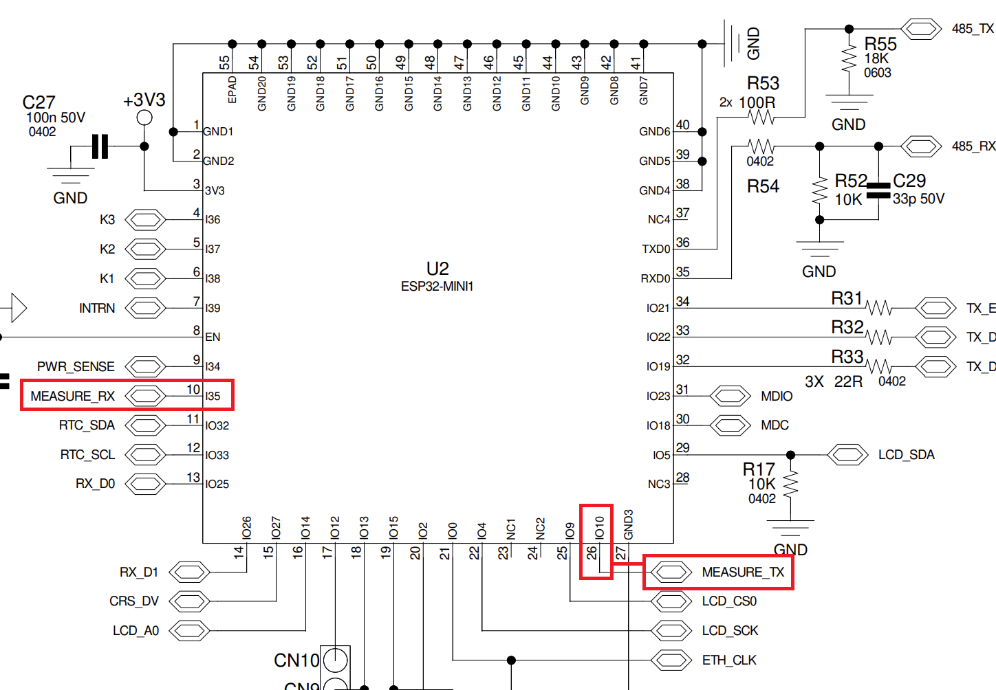 485_TX
GND
R55
18K
0603
GND
55 54 53 52 51 50 49 48 47 46 45 44 43 42 41
EPAD GND20 GND19 GND18 GND17 GND16 GND15 GND14 GND13 GND12 GND11 GND10 GND9 GND8 GND7
R53
2x 100R
C27
100n 50V
0402
+3V3
GND
1 GND1
2 GND2
3 3V3
K3 4 I36
K2 5 I37
K1 6 I38
INTRN 7 I39
8 EN
PWR_SENSE 9 I34
MEASURE_RX 10 I35
RTC_SDA 11 IO32
RTC_SCL 12 IO33
RX_D0 13 IO25
U2
ESP32-MINI1
GND6 40
GND5 39
GND4 38
NC4 37
TXD0 36
RXD0 35
IO21 34
IO22 33
IO19 32
IO23 31 MDIO
IO18 30 MDC
IO5 29 LCD_SDA
NC3 28
485_RX
0402
R54
R52
10K
C29
33p 50V
GND
R31 TX_E
R32 TX_D
R33 TX_D
3X 22R 0402
R17
10K
0402
GND
IO26 IO27 IO14 IO12 IO13 IO15 IO2 IO0 IO4 NC1 NC2 IO9 IO10 GND3
14 15 16 17 18 19 20 21 22 23 24 25 26 27
RX_D1
CRS_DV
LCD_A0
MEASURE_TX
LCD_CS0
LCD_SCK
ETH_CLK
CN10
CN9